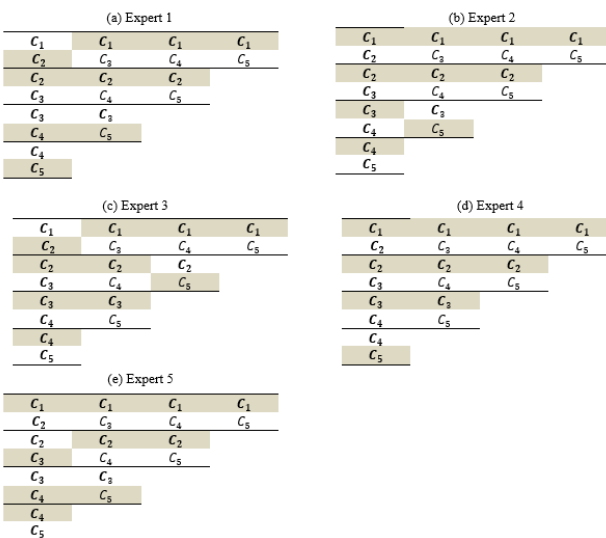 (a) Expert 1
C₁ C₁ C₁ C₁
C₂ C₃ C₄ C₅
C₂ C₂ C₂
C₃ C₄ C₅
C₃ C₃
C₄ C₅
C₄
C₅
(b) Expert 2
C₁ C₁ C₁ C₁
C₂ C₃ C₄ C₅
C₂ C₂ C₂
C₃ C₄ C₅
C₃ C₃
C₄ C₅
C₄
C₅
(c) Expert 3
C₁ C₁ C₁ C₁
C₂ C₃ C₄ C₅
C₂ C₂ C₂
C₃ C₄ C₅
C₃ C₃
C₄ C₅
C₄
C₅
(d) Expert 4
C₁ C₁ C₁ C₁
C₂ C₃ C₄ C₅
C₂ C₂ C₂
C₃ C₄ C₅
C₃ C₃
C₄ C₅
C₄
C₅
(e) Expert 5
C₁ C₁ C₁ C₁
C₂ C₃ C₄ C₅
C₂ C₂ C₂
C₃ C₄ C₅
C₃ C₃
C₄ C₅
C₄
C₅